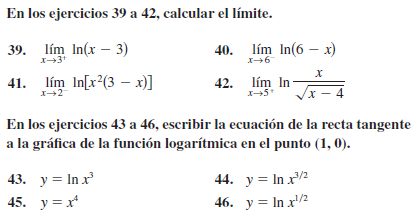 En los ejercicios 39 a 42, calcular el límite.
39. lím x→3⁺ ln(x − 3)
40. lím x→6⁻ ln(6 − x)
41. lím x→2⁻ ln[x²(3 − x)]
42. lím x→5⁺ ln x/√(x − 4)
En los ejercicios 43 a 46, escribir la ecuación de la recta tangente
a la gráfica de la función logarítmica en el punto (1, 0).
43. y = ln x³
44. y = ln x³/²
45. y = x⁴
46. y = ln x¹/²